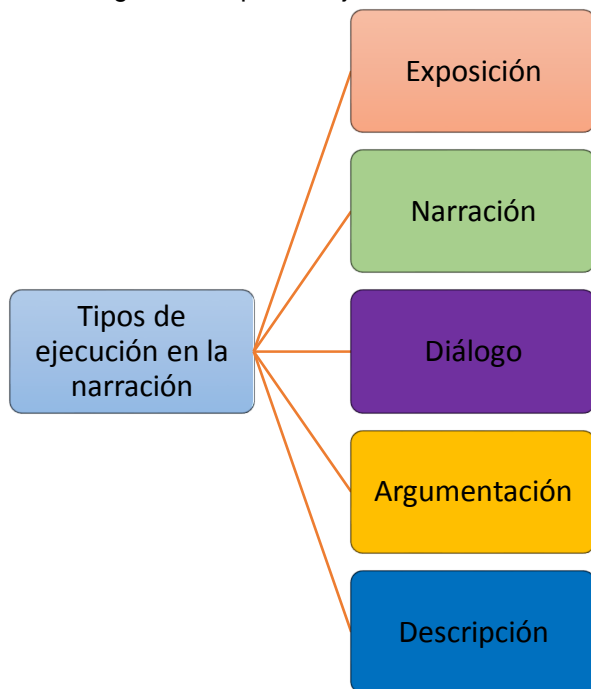 Exposición
Narración
Tipos de
ejecución en la
narración
Diálogo
Argumentación
Descripción